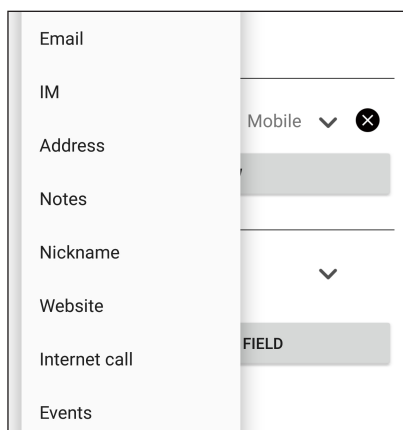 Email
IM
Address
Mobile
Notes
Nickname
Website
Internet call
FIELD
Events